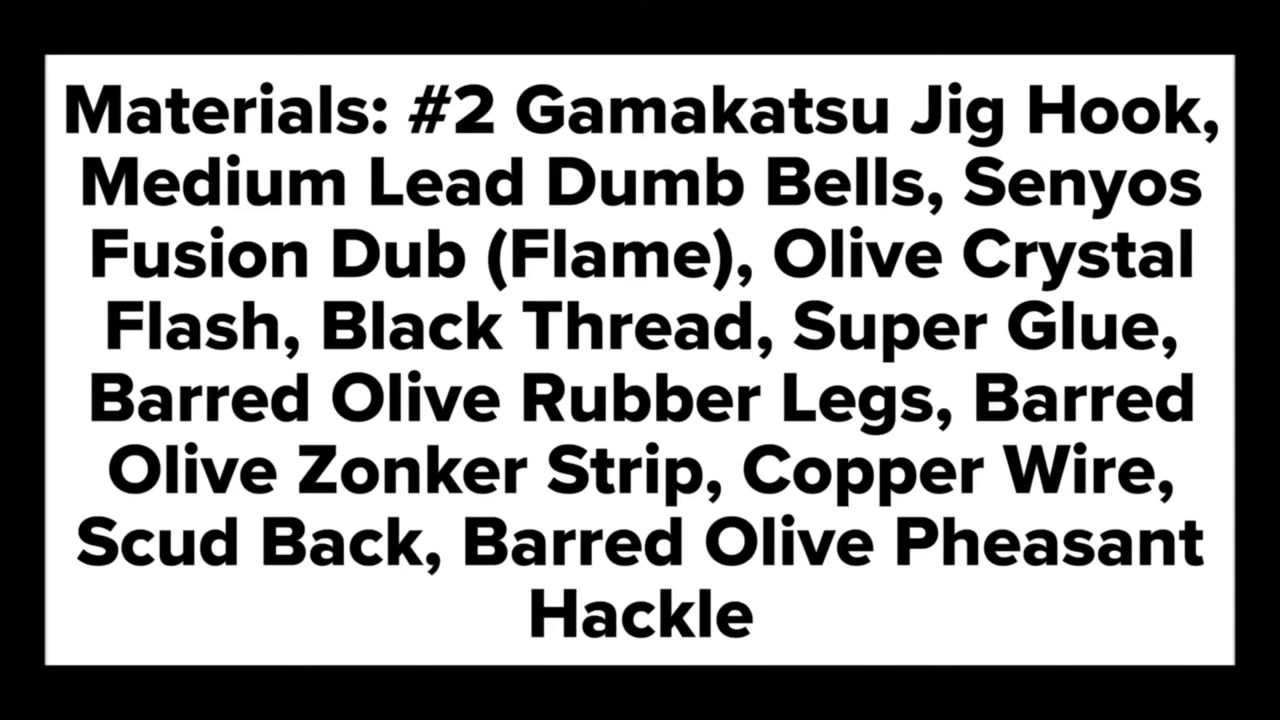 Materials: #2 Gamakatsu Jig Hook,
Medium Lead Dumb Bells, Senyos
Fusion Dub (Flame), Olive Crystal
Flash, Black Thread, Super Glue,
Barred Olive Rubber Legs, Barred
Olive Zonker Strip, Copper Wire,
Scud Back, Barred Olive Pheasant
Hackle